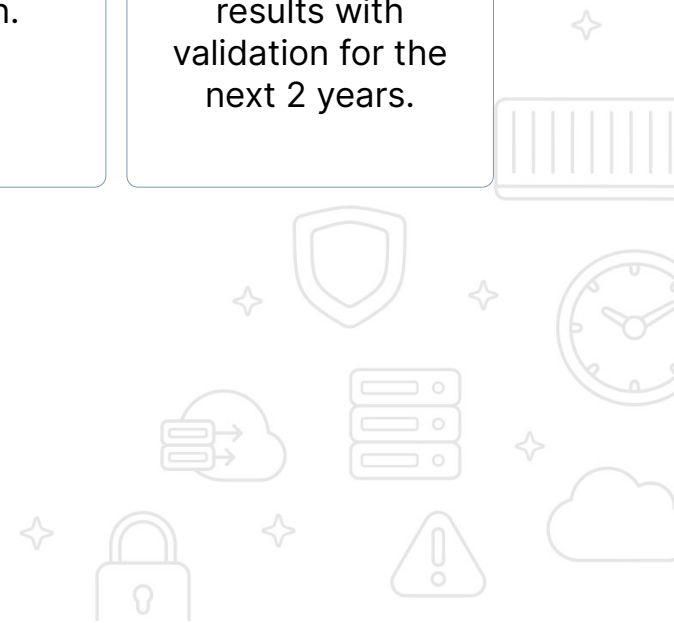 n.
results with
validation for the
next 2 years.